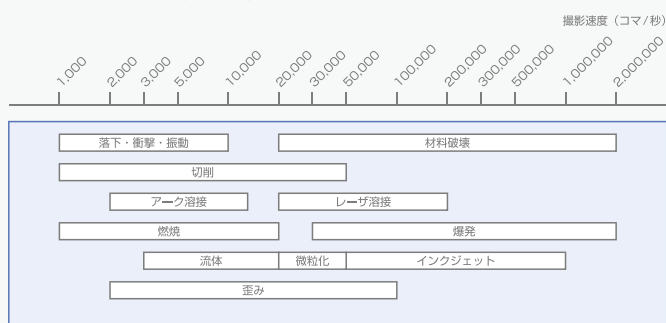 撮影速度（コマ/秒）
1,000 2,000 3,000 5,000 10,000 20,000 30,000 50,000 100,000 200,000 300,000 500,000 1,000,000 2,000,000
落下・衝撃・振動 材料破壊
切削
アーク溶接 レーザ溶接
燃焼 爆発
流体 微粒化 インクジェット
歪み